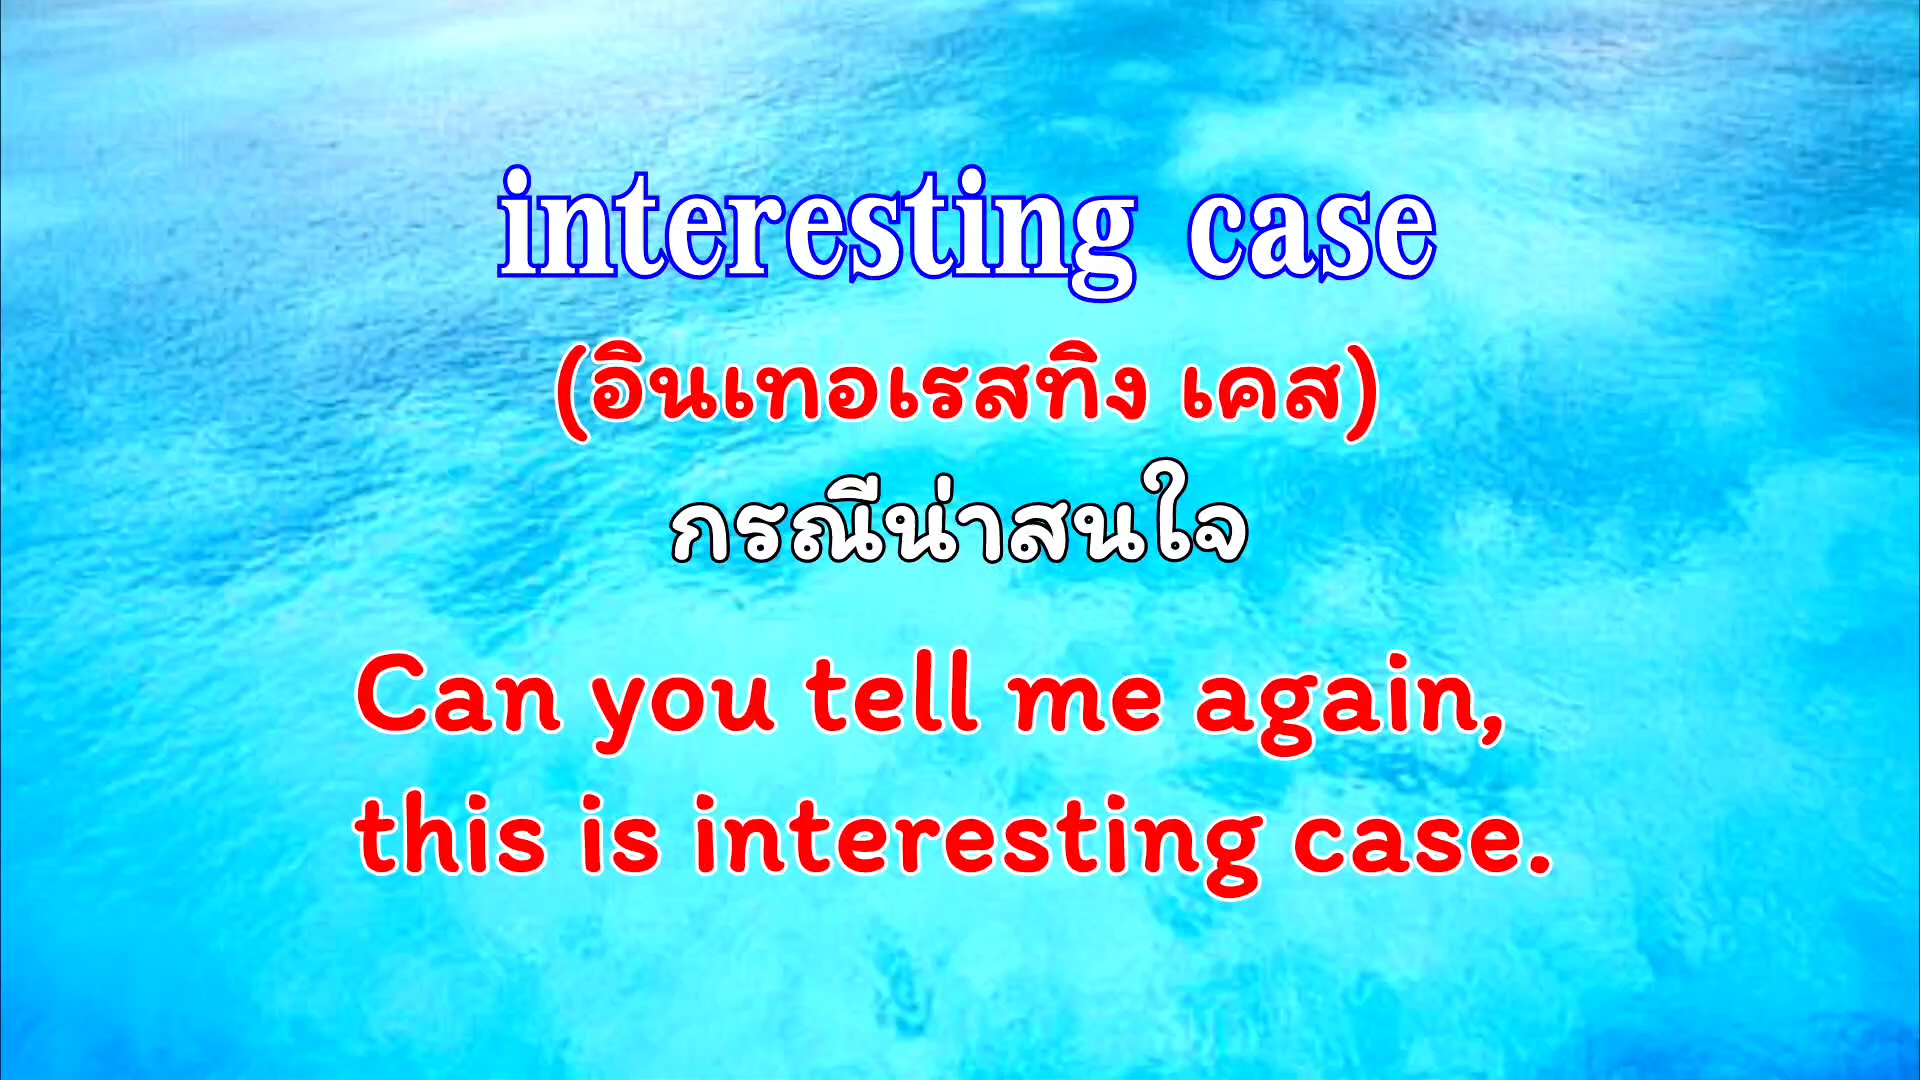 interesting case
(อินเทอเรสทิง เคส)
กรณีน่าสนใจ
Can you tell me again,
this is interesting case.